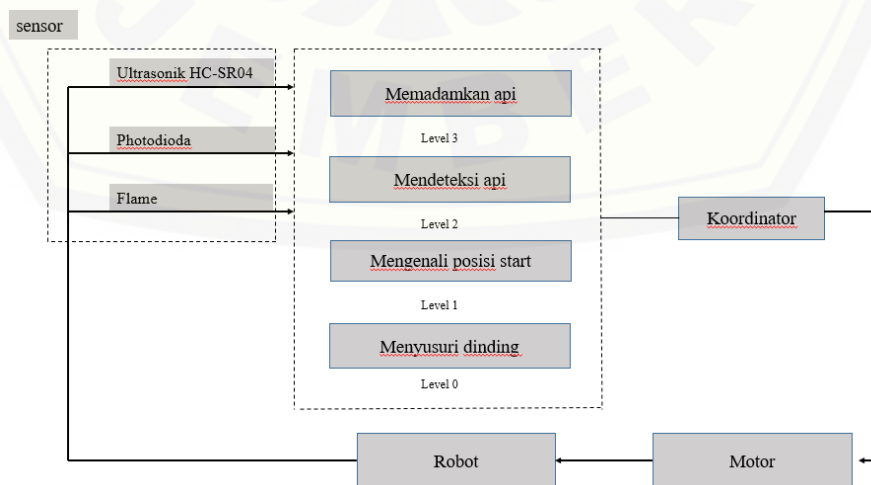 sensor
Ultrasonik HC-SR04
Photodioda
Flame
Memadamkan api
Level 3
Mendeteksi api
Level 2
Mengenali posisi start
Level 1
Menyusuri dinding
Level 0
Koordinator
Robot
Motor